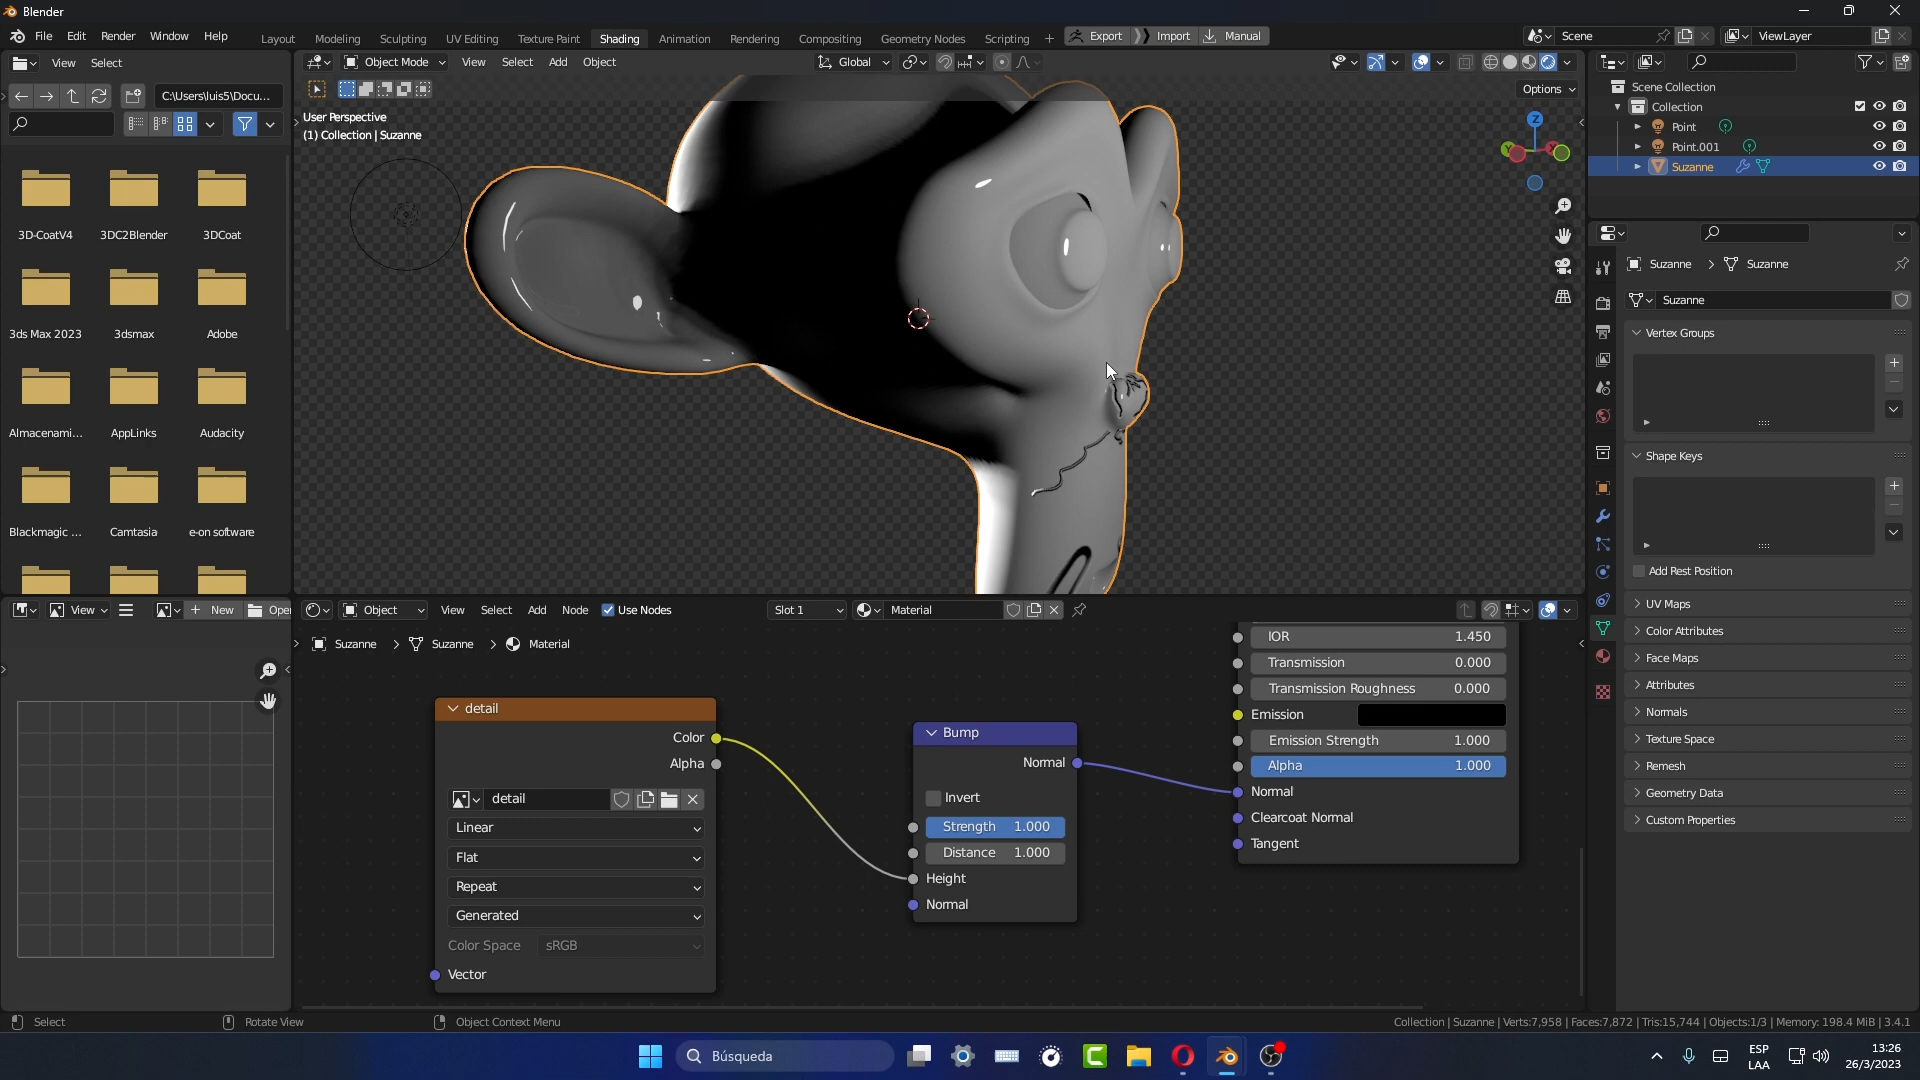 Blender
File Edit Render Window Help
Layout Modeling Sculpting UV Editing Texture Paint Shading Animation Rendering Compositing Geometry Nodes Scripting
Export Import Manual
Scene
ViewLayer
View Select
Object Mode View Select Add Object
Global
Options
C:\Users\luis5\Docu...
User Perspective
(1) Collection | Suzanne
Z
Scene Collection
Collection
Point
Point.001
Suzanne
3D-CoatV4 3DC2Blender 3DCoat
3ds Max 2023 3dsmax Adobe
Almacenami... AppLinks Audacity
Blackmagic ... Camtasia e-on software
Suzanne Suzanne
Suzanne
Vertex Groups
Shape Keys
Add Rest Position
UV Maps
Color Attributes
Face Maps
Attributes
Normals
Texture Space
Remesh
Geometry Data
Custom Properties
View New Open
Object View Select Add Node Use Nodes Slot 1 Material
Suzanne Suzanne Material
detail
Color
Alpha
detail
Linear
Flat
Repeat
Generated
Color Space sRGB
Vector
Bump
Normal
Invert
Strength 1.000
Distance 1.000
Height
Normal
IOR 1.450
Transmission 0.000
Transmission Roughness 0.000
Emission
Emission Strength 1.000
Alpha 1.000
Normal
Clearcoat Normal
Tangent
Select Rotate View Object Context Menu
Collection | Suzanne | Verts:7,958 | Faces:7,872 | Tris:15,744 | Objects:1/3 | Memory: 198.4 MiB | 3.4.1
Búsqueda
ESP
LAA
13:26
26/3/2023